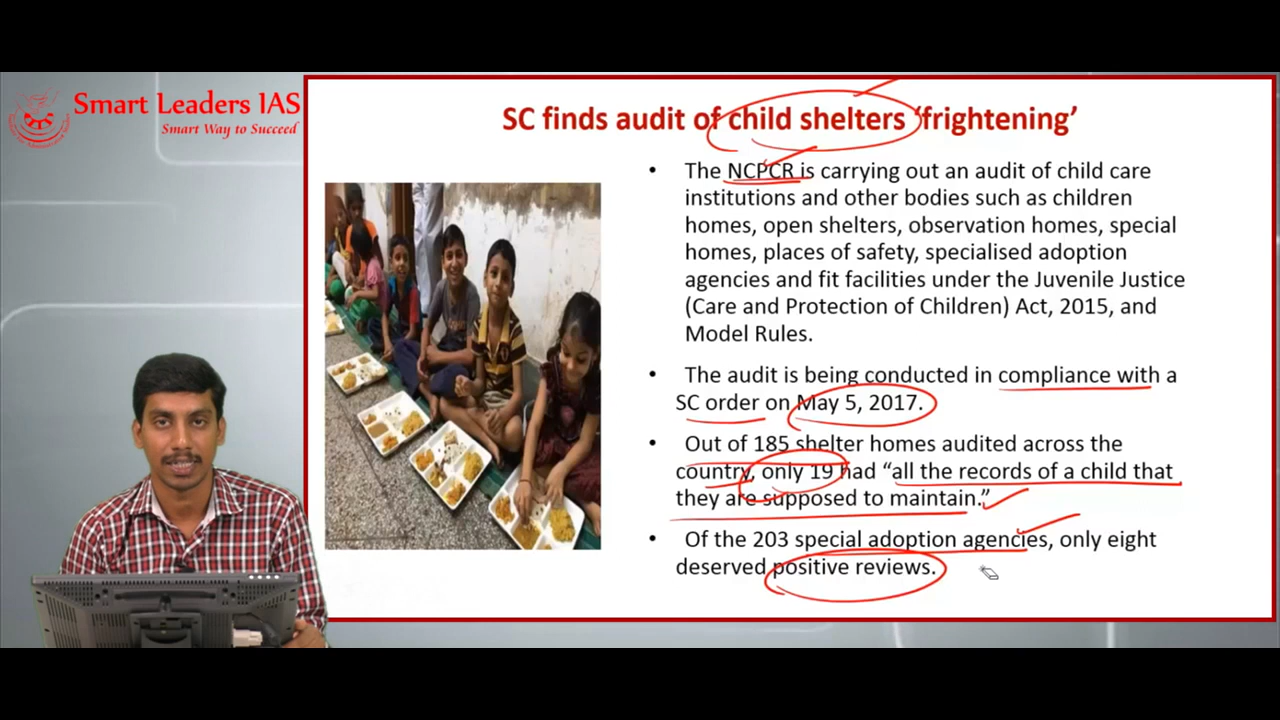 Smart Leaders IAS
Smart Way to Succeed
SC finds audit of child shelters ‘frightening’
• The NCPCR is carrying out an audit of child care
institutions and other bodies such as children
homes, open shelters, observation homes, special
homes, places of safety, specialised adoption
agencies and fit facilities under the Juvenile Justice
(Care and Protection of Children) Act, 2015, and
Model Rules.
• The audit is being conducted in compliance with a
SC order on May 5, 2017.
• Out of 185 shelter homes audited across the
country, only 19 had “all the records of a child that
they are supposed to maintain.”
• Of the 203 special adoption agencies, only eight
deserved positive reviews.